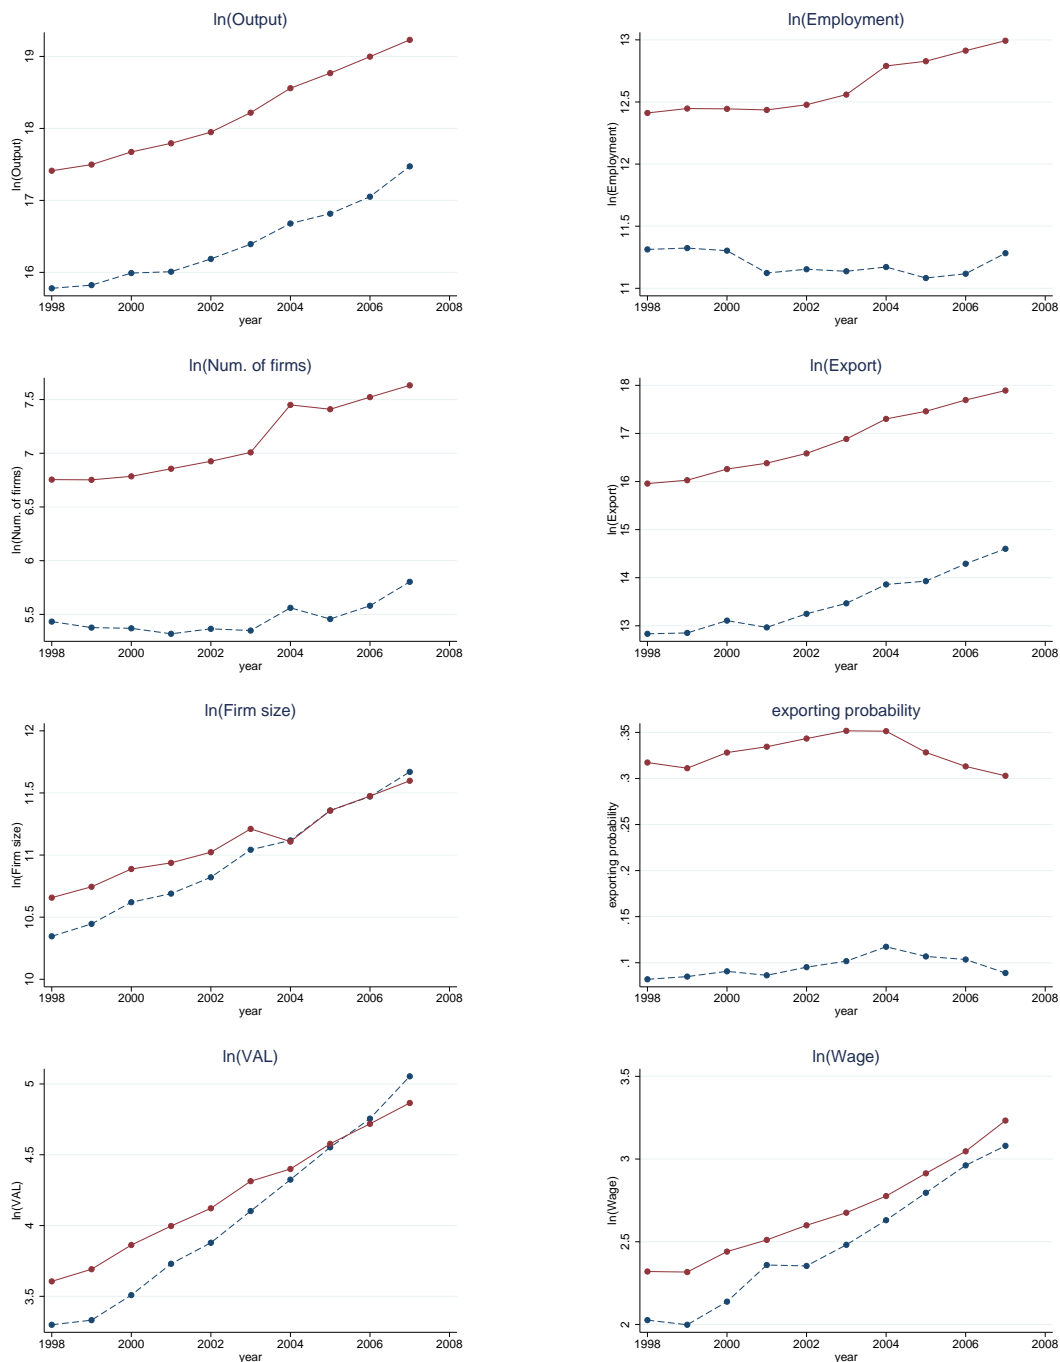 ln(Output)
ln(Output)
19
18
17
16
1998 2000 2002 2004 2006 2008
year
ln(Employment)
ln(Employment)
13
12.5
12
11.5
11
1998 2000 2002 2004 2006 2008
year
ln(Num. of firms)
ln(Num. of firms)
7.5
7
6.5
6
5.5
1998 2000 2002 2004 2006 2008
year
ln(Export)
ln(Export)
18
17
16
15
14
13
1998 2000 2002 2004 2006 2008
year
ln(Firm size)
ln(Firm size)
12
11.5
11
10.5
10
1998 2000 2002 2004 2006 2008
year
exporting probability
exporting probability
.35
.3
.25
.2
.15
.1
1998 2000 2002 2004 2006 2008
year
ln(VAL)
ln(VAL)
5
4.5
4
3.5
1998 2000 2002 2004 2006 2008
year
ln(Wage)
ln(Wage)
3.5
3
2.5
2
1998 2000 2002 2004 2006 2008
year